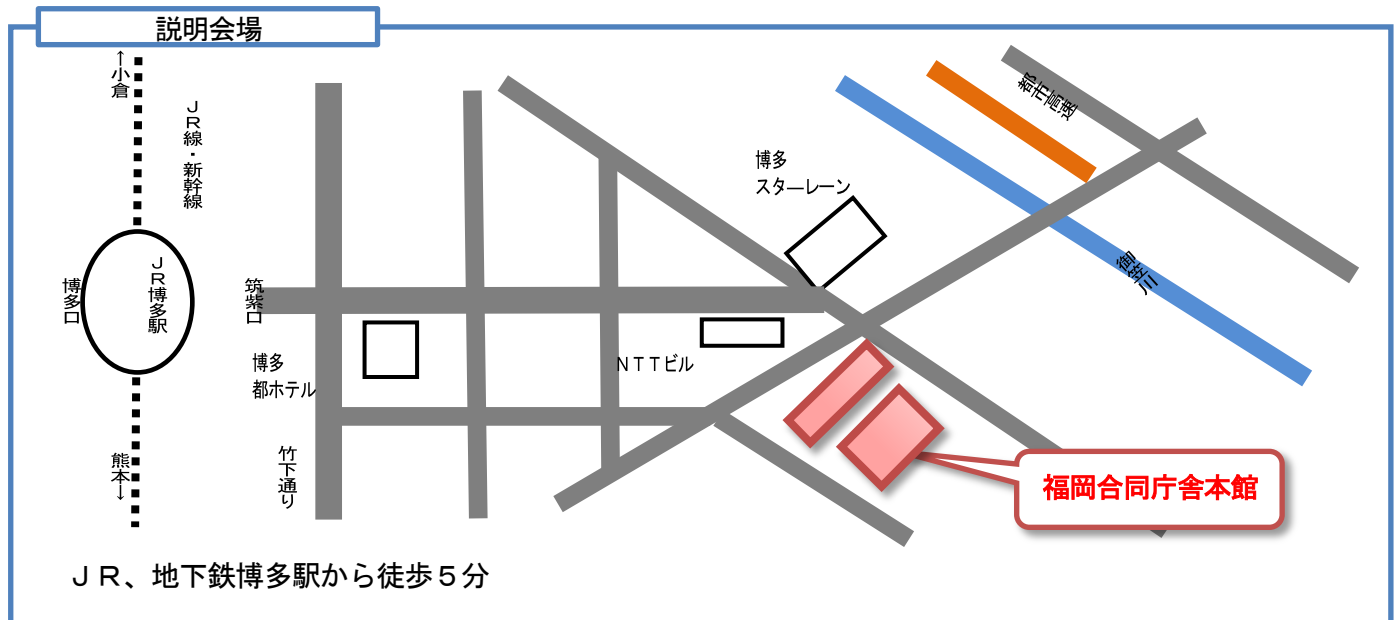 説明会場
↑小倉
ＪＲ線・新幹線
博多口
ＪＲ博多駅
筑紫口
博多
都ホテル
竹下通り
熊本↓
ＮＴＴビル
博多
スターレーン
都市高速
御笠川
福岡合同庁舎本館
ＪＲ、地下鉄博多駅から徒歩５分